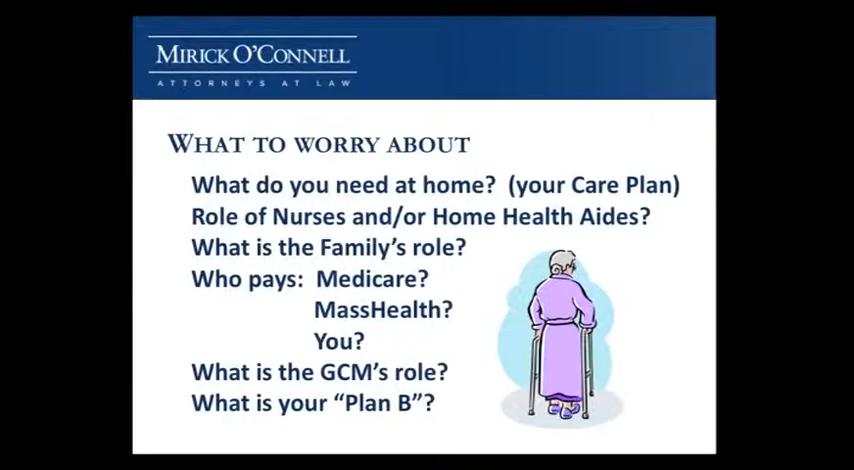 MIRICK O'CONNELL
ATTORNEYS AT LAW
WHAT TO WORRY ABOUT
What do you need at home? (your Care Plan)
Role of Nurses and/or Home Health Aides?
What is the Family's role?
Who pays: Medicare?
MassHealth?
You?
What is the GCM's role?
What is your “Plan B”?